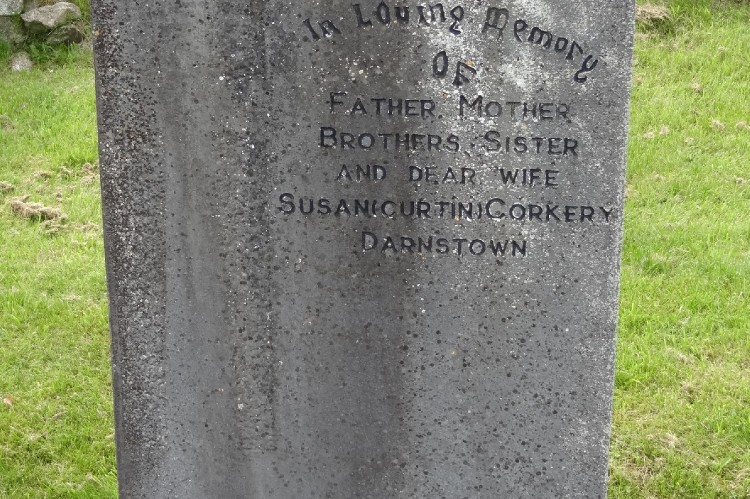 In Loving Memory
OF
FATHER, MOTHER,
BROTHERS, SISTER
AND DEAR WIFE
SUSAN(CURTIN)CORKERY
DARNSTOWN